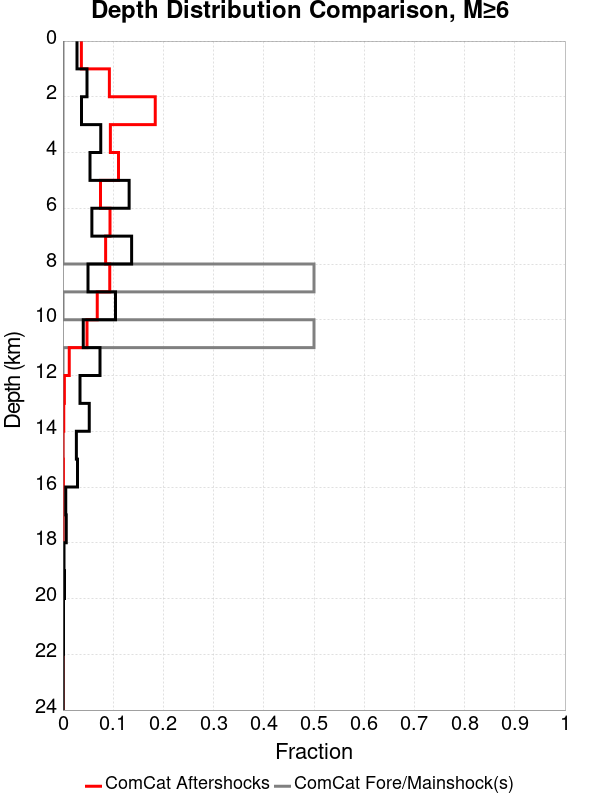 Depth Distribution Comparison, M≥6
0
2
4
6
8
10
12
14
16
18
20
22
24
Depth (km)
0 0.1 0.2 0.3 0.4 0.5 0.6 0.7 0.8 0.9 1
Fraction
ComCat Aftershocks ComCat Fore/Mainshock(s)